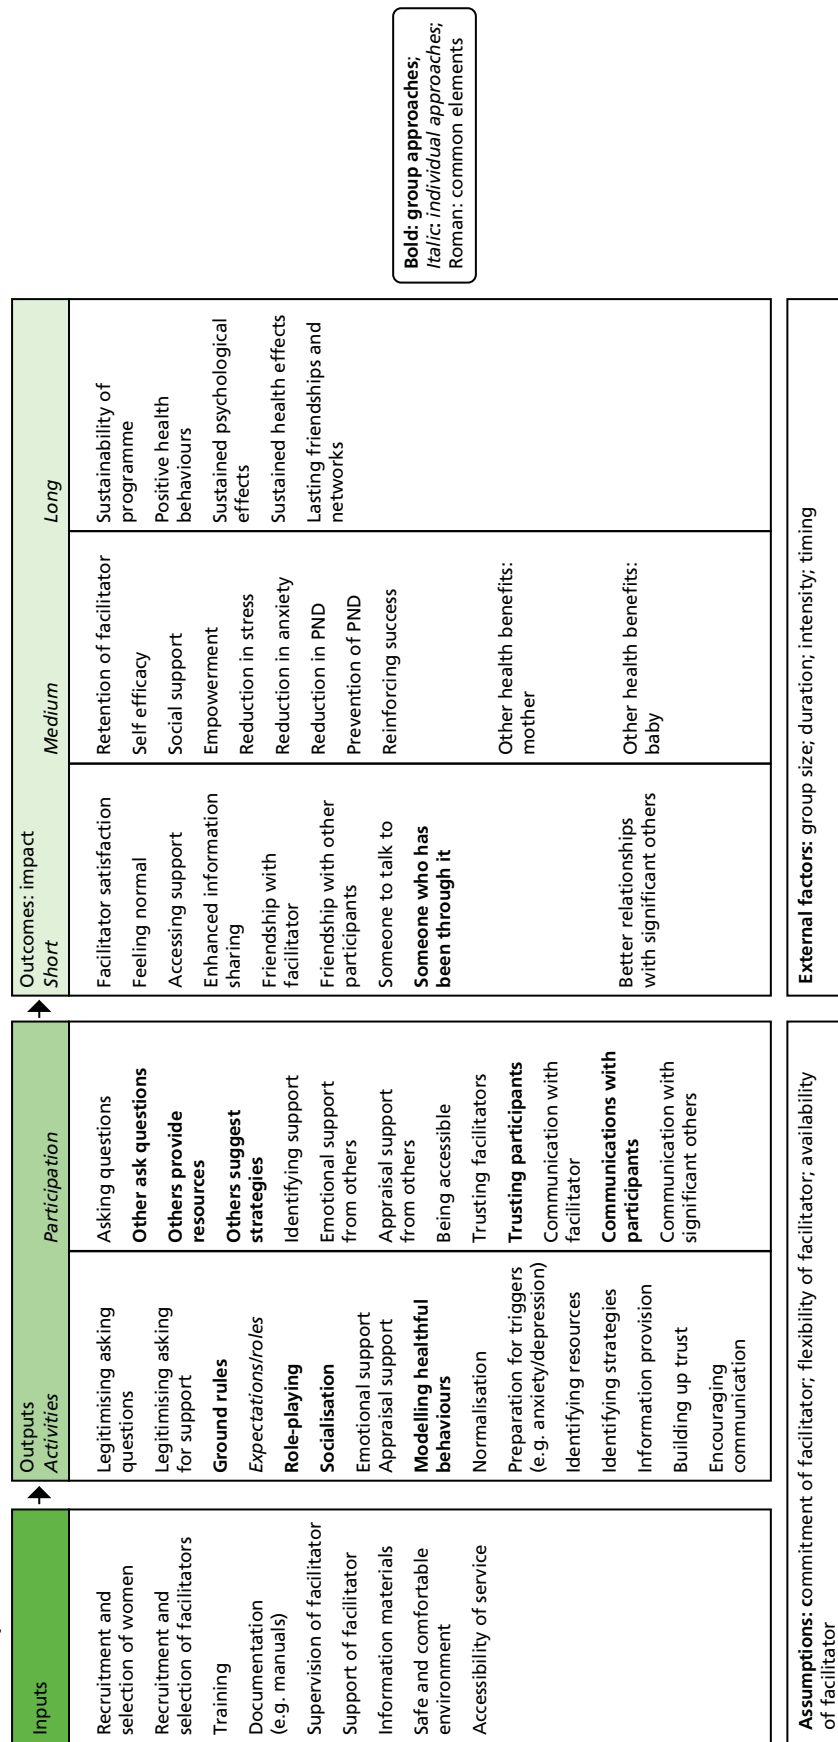 Inputs
Recruitment and
selection of women
Recruitment and
selection of facilitators
Training
Documentation
(e.g. manuals)
Supervision of facilitator
Support of facilitator
Information materials
Safe and comfortable
environment
Accessibility of service
Outputs
Activities
Legitimising asking
questions
Legitimising asking
for support
Ground rules
Expectations/roles
Role-playing
Socialisation
Emotional support
Appraisal support
Modelling healthful
behaviours
Normalisation
Preparation for triggers
(e.g. anxiety/depression)
Identifying resources
Identifying strategies
Information provision
Building up trust
Encouraging
communication
Participation
Asking questions
Other ask questions
Others provide
resources
Others suggest
strategies
Identifying support
Emotional support
from others
Appraisal support
from others
Being accessible
Trusting facilitators
Trusting participants
Communication with
facilitator
Communications with
participants
Communication with
significant others
Outcomes: impact
Short
Facilitator satisfaction
Feeling normal
Accessing support
Enhanced information
sharing
Friendship with
facilitator
Friendship with other
participants
Someone to talk to
Someone who has
been through it
Better relationships
with significant others
Medium
Retention of facilitator
Self efficacy
Social support
Empowerment
Reduction in stress
Reduction in anxiety
Reduction in PND
Prevention of PND
Reinforcing success
Other health benefits:
mother
Other health benefits:
baby
Long
Sustainability of
programme
Positive health
behaviours
Sustained psychological
effects
Sustained health effects
Lasting friendships and
networks
Assumptions: commitment of facilitator; flexibility of facilitator; availability
of facilitator
External factors: group size; duration; intensity; timing
Bold: group approaches;
Italic: individual approaches;
Roman: common elements